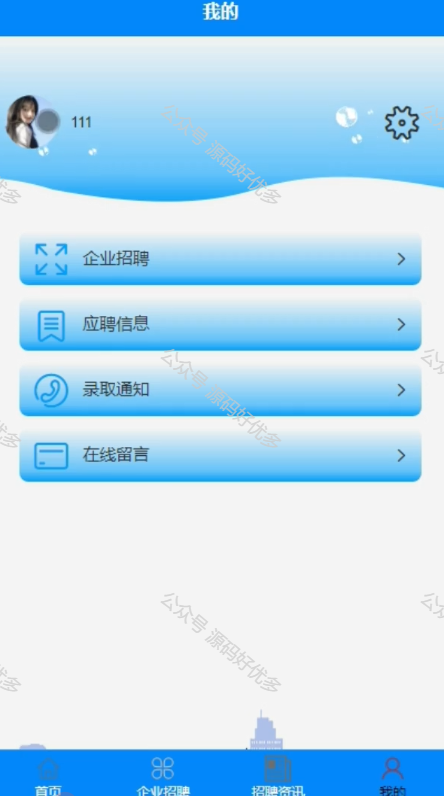 我的
111
公众号 源码好优多
企业招聘
应聘信息
公众号 源码好优多
录取通知
在线留言
公众号 源码好优多
首页
企业招聘
招聘资讯
我的